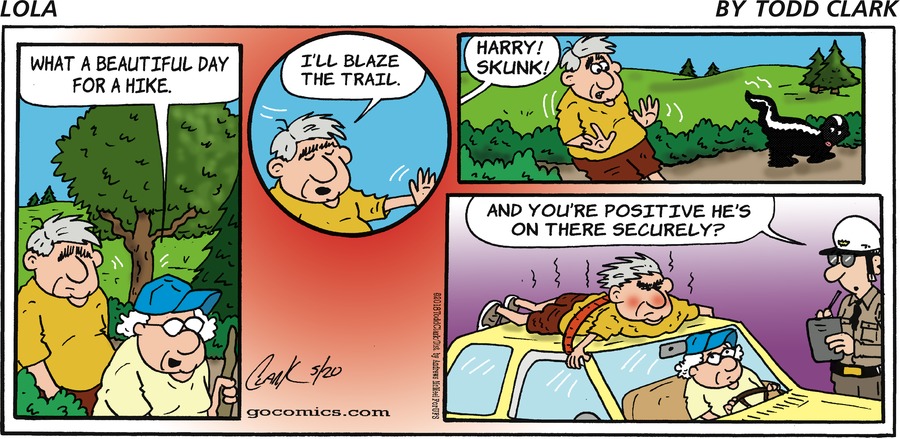 LOLA
BY TODD CLARK
WHAT A BEAUTIFUL DAY
FOR A HIKE.
I'LL BLAZE
THE TRAIL.
HARRY!
SKUNK!
AND YOU'RE POSITIVE HE'S
ON THERE SECURELY?
CLARK 5/20
gocomics.com